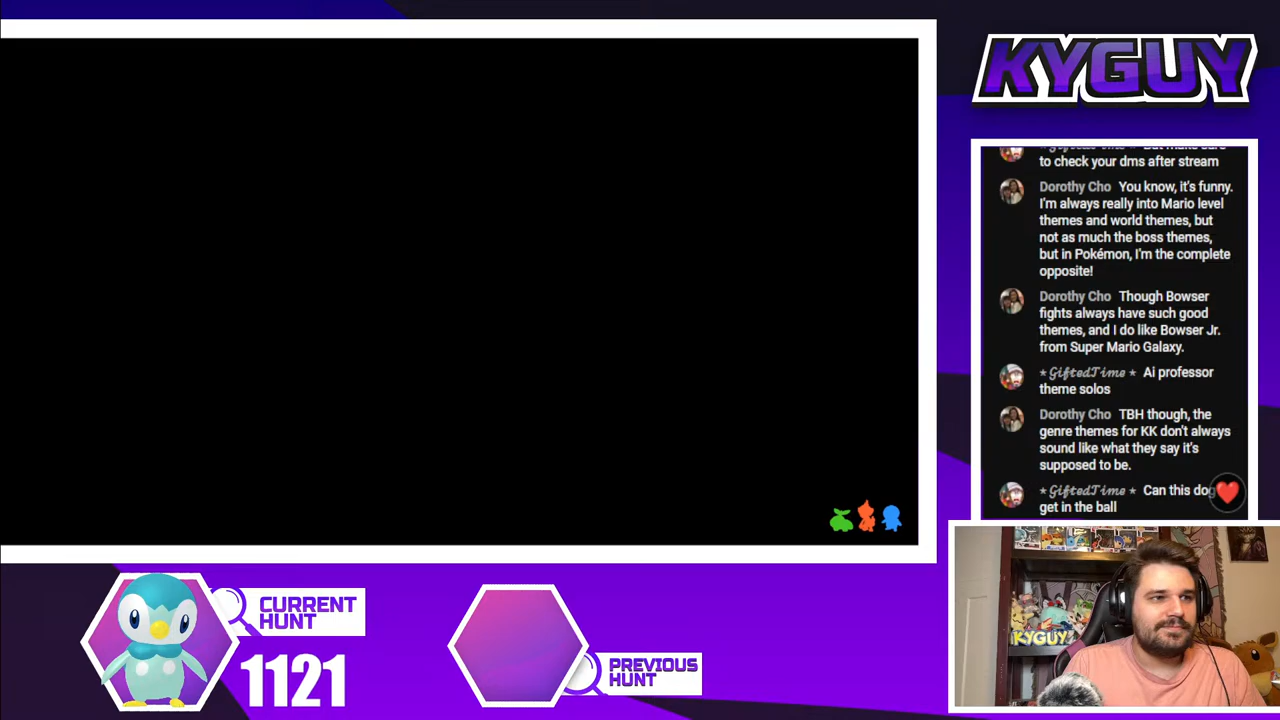 KYGUY
to check your dms after stream
Dorothy Cho You know, it's funny.
I'm always really into Mario level
themes and world themes, but
not as much the boss themes,
but in Pokémon, I'm the complete
opposite!
Dorothy Cho Though Bowser
fights always have such good
themes, and I do like Bowser Jr.
from Super Mario Galaxy.
⋆ 𝓖𝓲𝓯𝓽𝓮𝓭𝓣𝓲𝓶𝓮 ⋆ Ai professor
theme solos
Dorothy Cho TBH though, the
genre themes for KK don't always
sound like what they say it's
supposed to be.
⋆ 𝓖𝓲𝓯𝓽𝓮𝓭𝓣𝓲𝓶𝓮 ⋆ Can this dog
get in the ball
CURRENT
HUNT
1121
PREVIOUS
HUNT
KYGUY